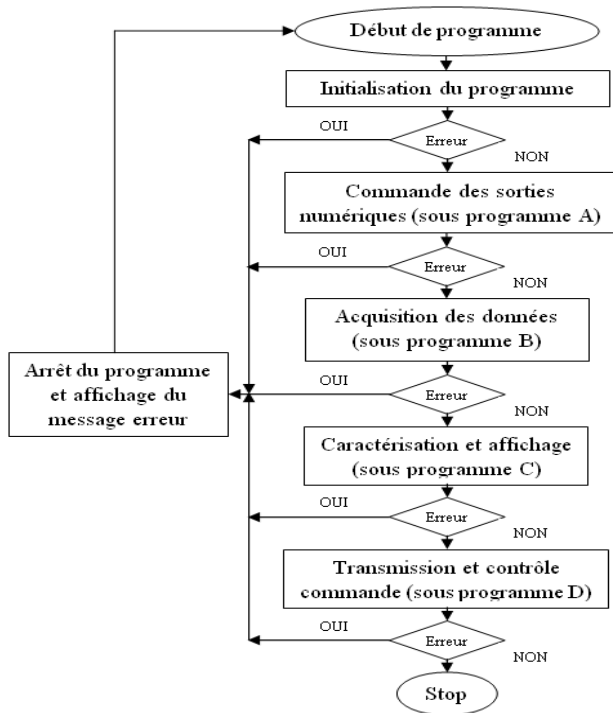 Début de programme
Initialisation du programme
OUI
Erreur
NON
Commande des sorties
numériques (sous programme A)
OUI
Erreur
NON
Acquisition des données
(sous programme B)
Arrêt du programme
et affichage du
message erreur
OUI
Erreur
NON
Caractérisation et affichage
(sous programme C)
OUI
Erreur
NON
Transmission et contrôle
commande (sous programme D)
OUI
Erreur
NON
Stop